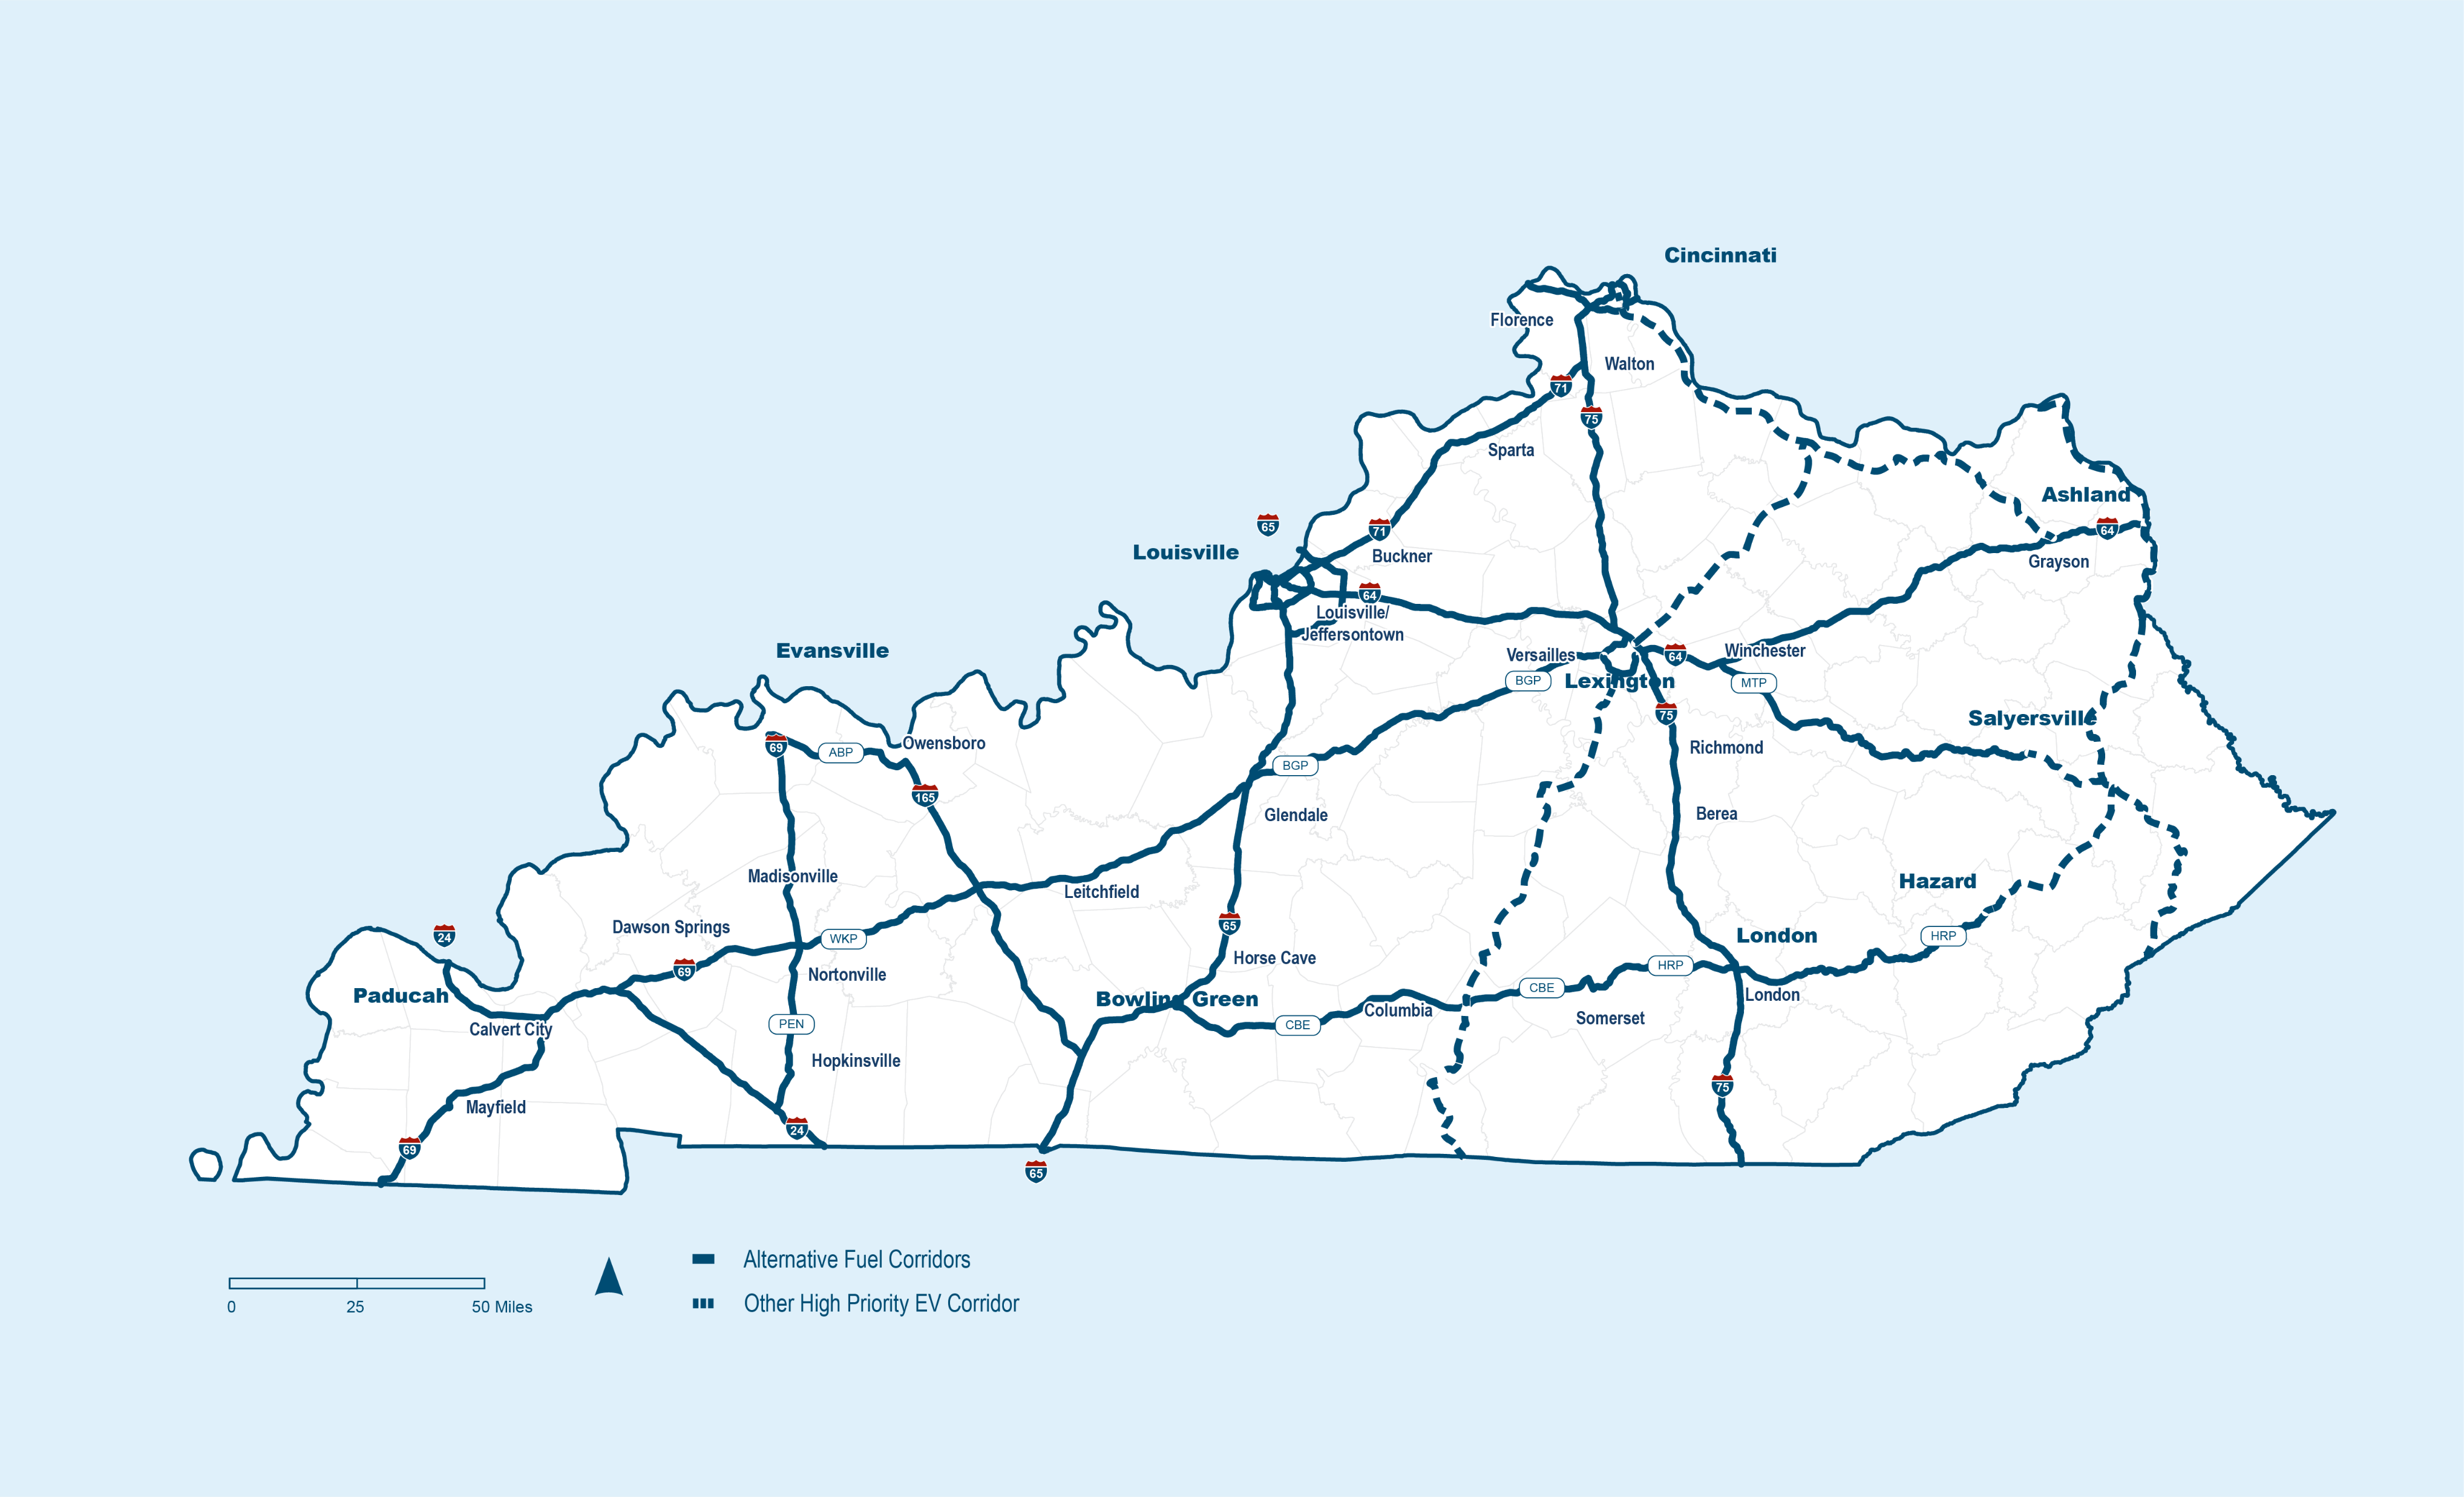 Cincinnati
Florence
Walton
71
75
Sparta
Ashland
65
71
64
Louisville
Buckner
Grayson
64
Louisville/
Jeffersontown
Evansville
Versailles
64
Winchester
BGP
Lexington
MTP
75
Salyersville
69
ABP
Owensboro
Richmond
BGP
165
Glendale
Berea
Madisonville
Leitchfield
Hazard
Dawson Springs
65
24
WKP
London
HRP
Horse Cave
69
Nortonville
HRP
Paducah
Bowling Green
CBE
London
Columbia
Somerset
Calvert City
PEN
CBE
Hopkinsville
75
Mayfield
24
69
65
Alternative Fuel Corridors
Other High Priority EV Corridor
0 25 50 Miles